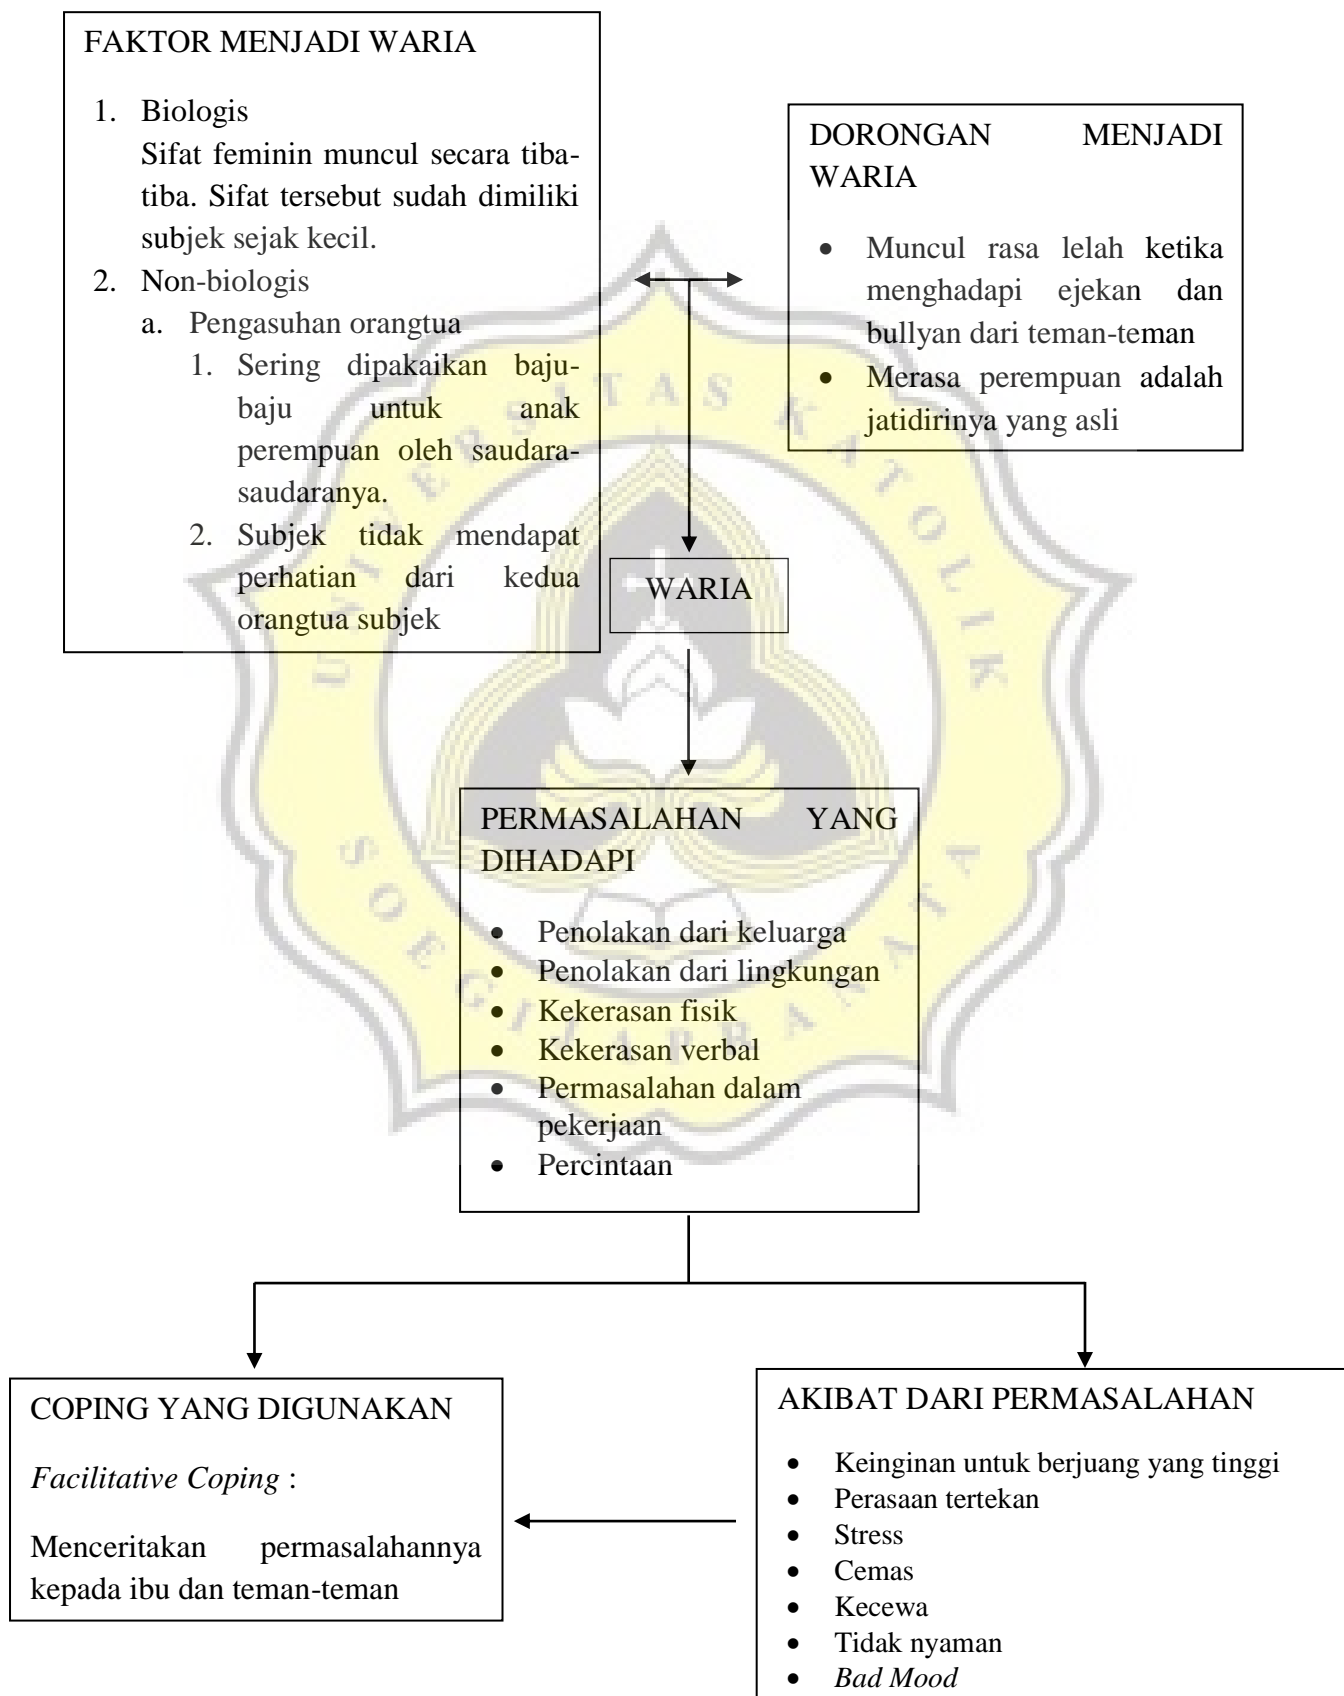 FAKTOR MENJADI WARIA
1. Biologis
Sifat feminin muncul secara tiba-
tiba. Sifat tersebut sudah dimiliki
subjek sejak kecil.
2. Non-biologis
a. Pengasuhan orangtua
1. Sering dipakaikan baju-
baju untuk anak
perempuan oleh saudara-
saudaranya.
2. Subjek tidak mendapat
perhatian dari kedua
orangtua subjek
DORONGAN MENJADI
WARIA
• Muncul rasa lelah ketika
menghadapi ejekan dan
bullyan dari teman-teman
• Merasa perempuan adalah
jatidirinya yang asli
WARIA
PERMASALAHAN YANG
DIHADAPI
• Penolakan dari keluarga
• Penolakan dari lingkungan
• Kekerasan fisik
• Kekerasan verbal
• Permasalahan dalam
pekerjaan
• Percintaan
COPING YANG DIGUNAKAN
Facilitative Coping :
Menceritakan permasalahannya
kepada ibu dan teman-teman
AKIBAT DARI PERMASALAHAN
• Keinginan untuk berjuang yang tinggi
• Perasaan tertekan
• Stress
• Cemas
• Kecewa
• Tidak nyaman
• Bad Mood
UNIVERSITAS KATOLIK
SOEGIJAPRANATA